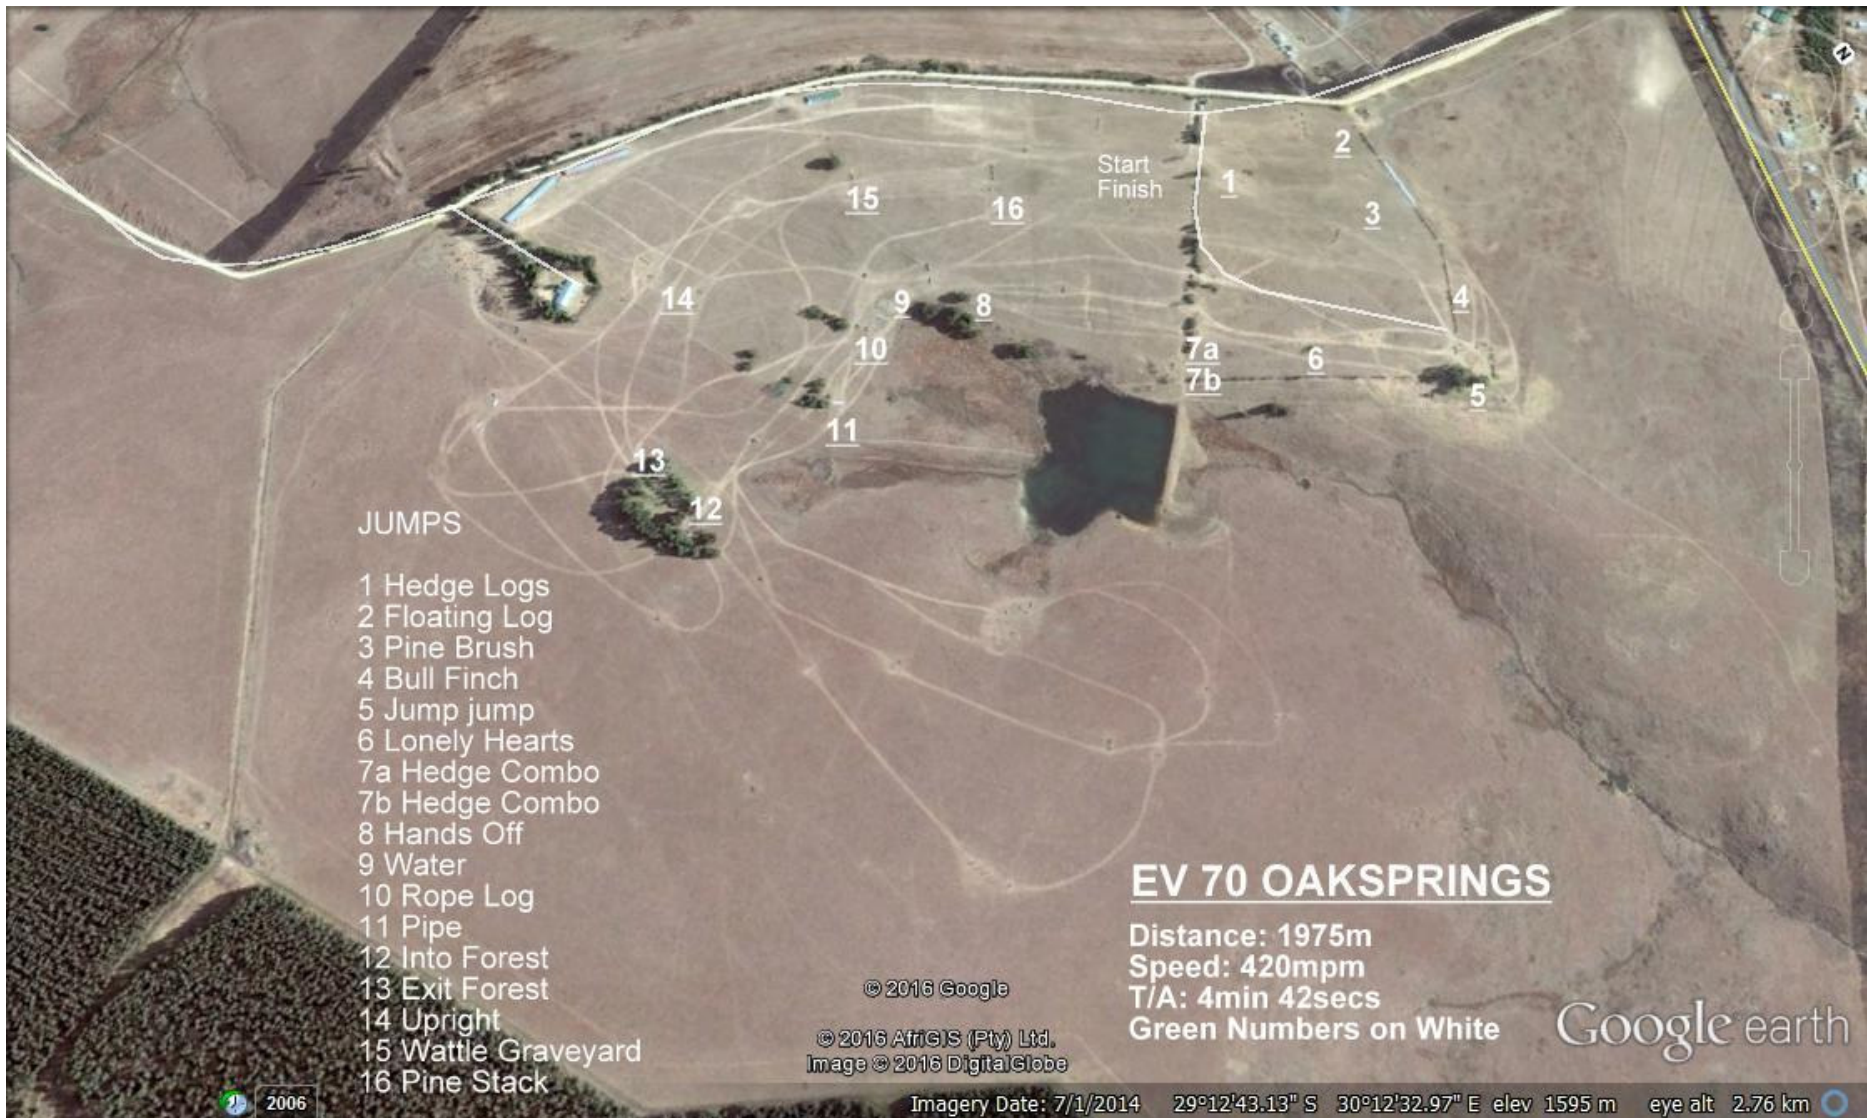 N
2
Start
Finish
1
15
16
3
14
9
8
4
10
7a
6
7b
5
11
13
12
JUMPS
1 Hedge Logs
2 Floating Log
3 Pine Brush
4 Bull Finch
5 Jump jump
6 Lonely Hearts
7a Hedge Combo
7b Hedge Combo
8 Hands Off
9 Water
10 Rope Log
11 Pipe
12 Into Forest
13 Exit Forest
14 Upright
15 Wattle Graveyard
16 Pine Stack
EV 70 OAKSPRINGS
Distance: 1975m
Speed: 420mpm
T/A: 4min 42secs
Green Numbers on White
© 2016 Google
© 2016 AfriGIS (Pty) Ltd.
Image © 2016 DigitalGlobe
Google earth
2006
Imagery Date: 7/1/2014 29°12'43.13" S 30°12'32.97" E elev 1595 m eye alt 2.76 km